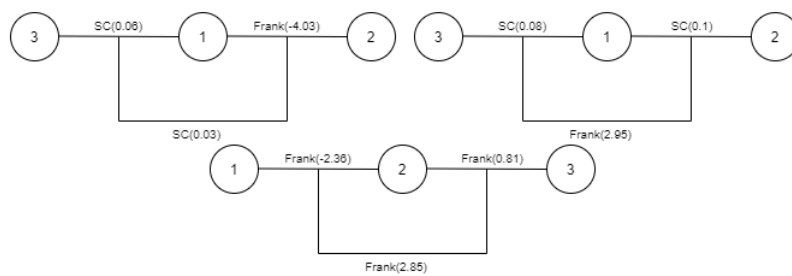 SC(0.06) Frank(-4.03) SC(0.08) SC(0.1)
3 1 2 3 1 2
SC(0.03) Frank(2.95)
Frank(-2.36) Frank(0.81)
1 2 3
Frank(2.85)